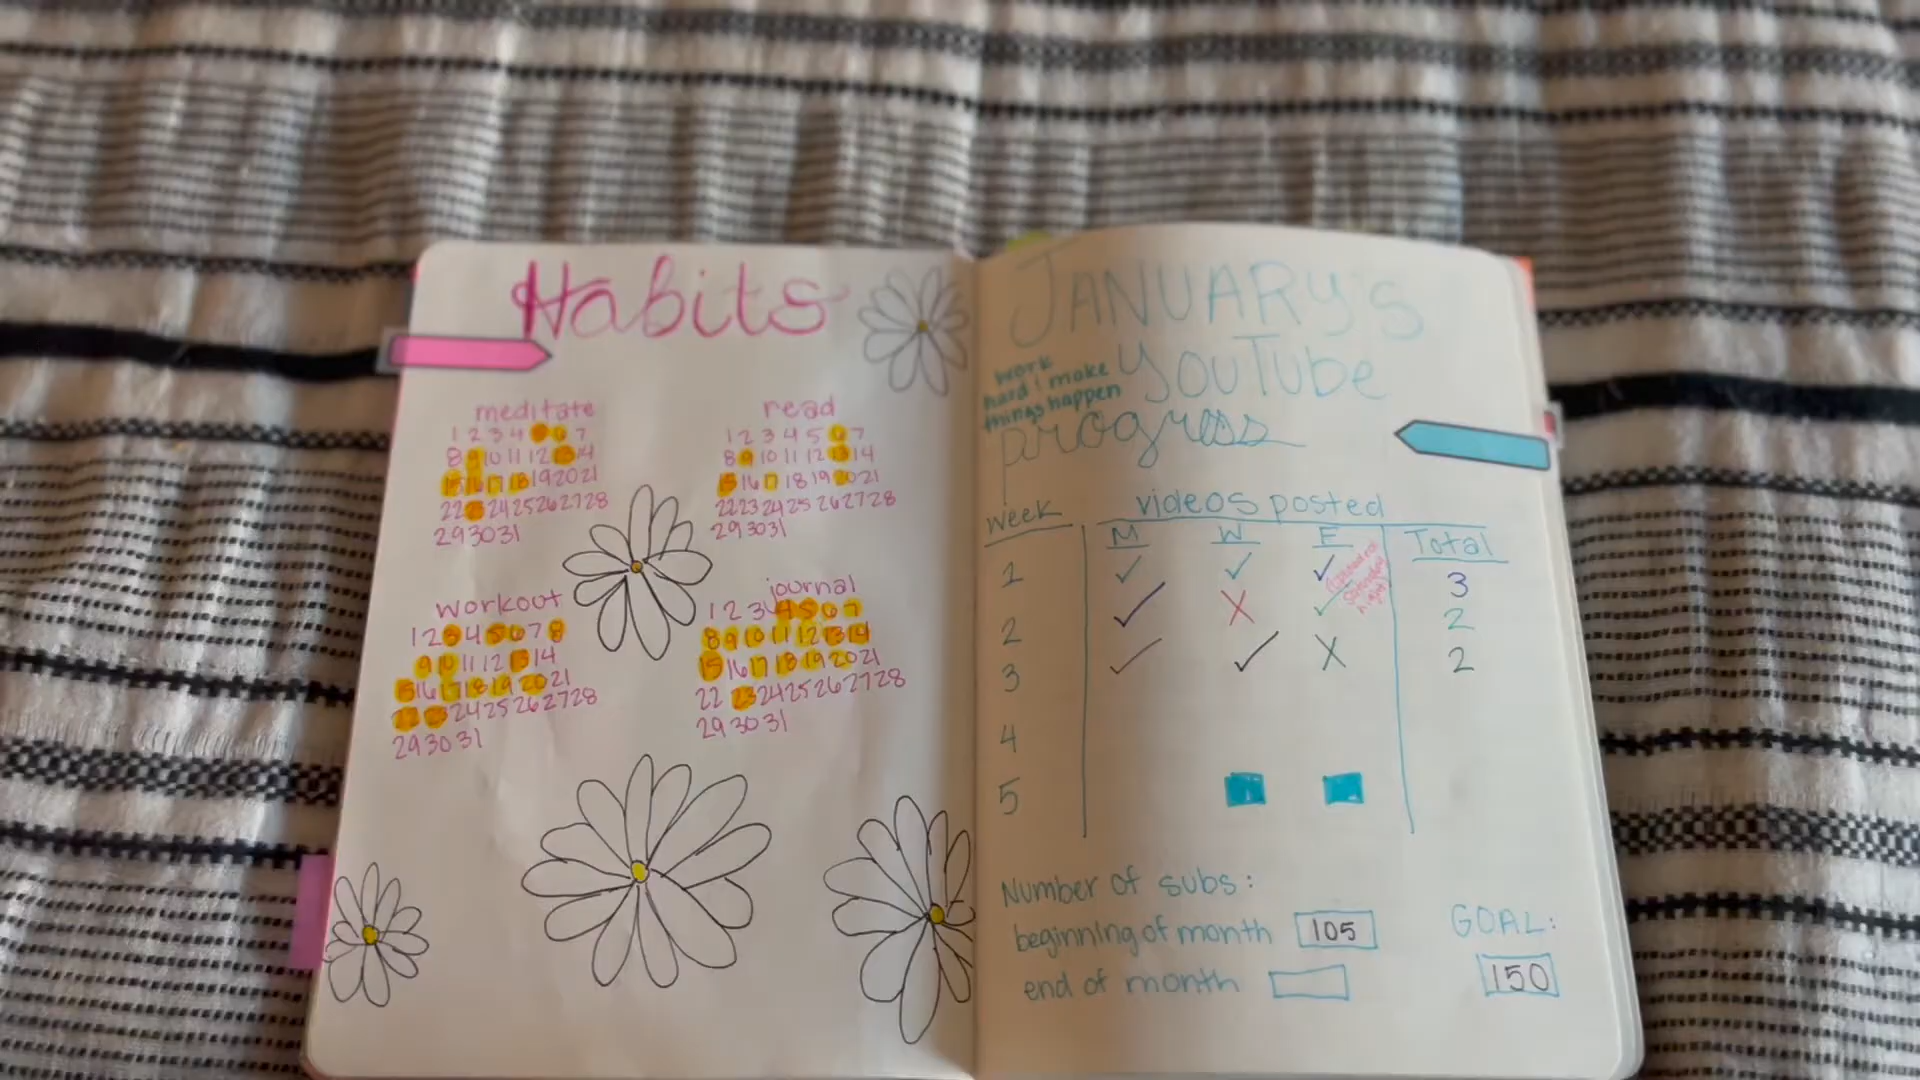 Habits
meditate
1 2 3 4 5 6 7
8 9 10 11 12 13 14
15 16 17 18 19 20 21
22 23 24 25 26 27 28
29 30 31
read
1 2 3 4 5 6 7
8 9 10 11 12 13 14
15 16 17 18 19 20 21
22 23 24 25 26 27 28
29 30 31
workout
1 2 3 4 5 6 7 8
9 10 11 12 13 14
15 16 17 18 19 20 21
22 23 24 25 26 27 28
29 30 31
journal
1 2 3 4 5 6 7
8 9 10 11 12 13 14
15 16 17 18 19 20 21
22 23 24 25 26 27 28
29 30 31
JANUARY'S
YouTube
progress
work
hard & make
things happen
week videos posted
M W F Total
1 3
2 2
3 2
4
5
Number of subs:
beginning of month 105
end of month
GOAL:
150